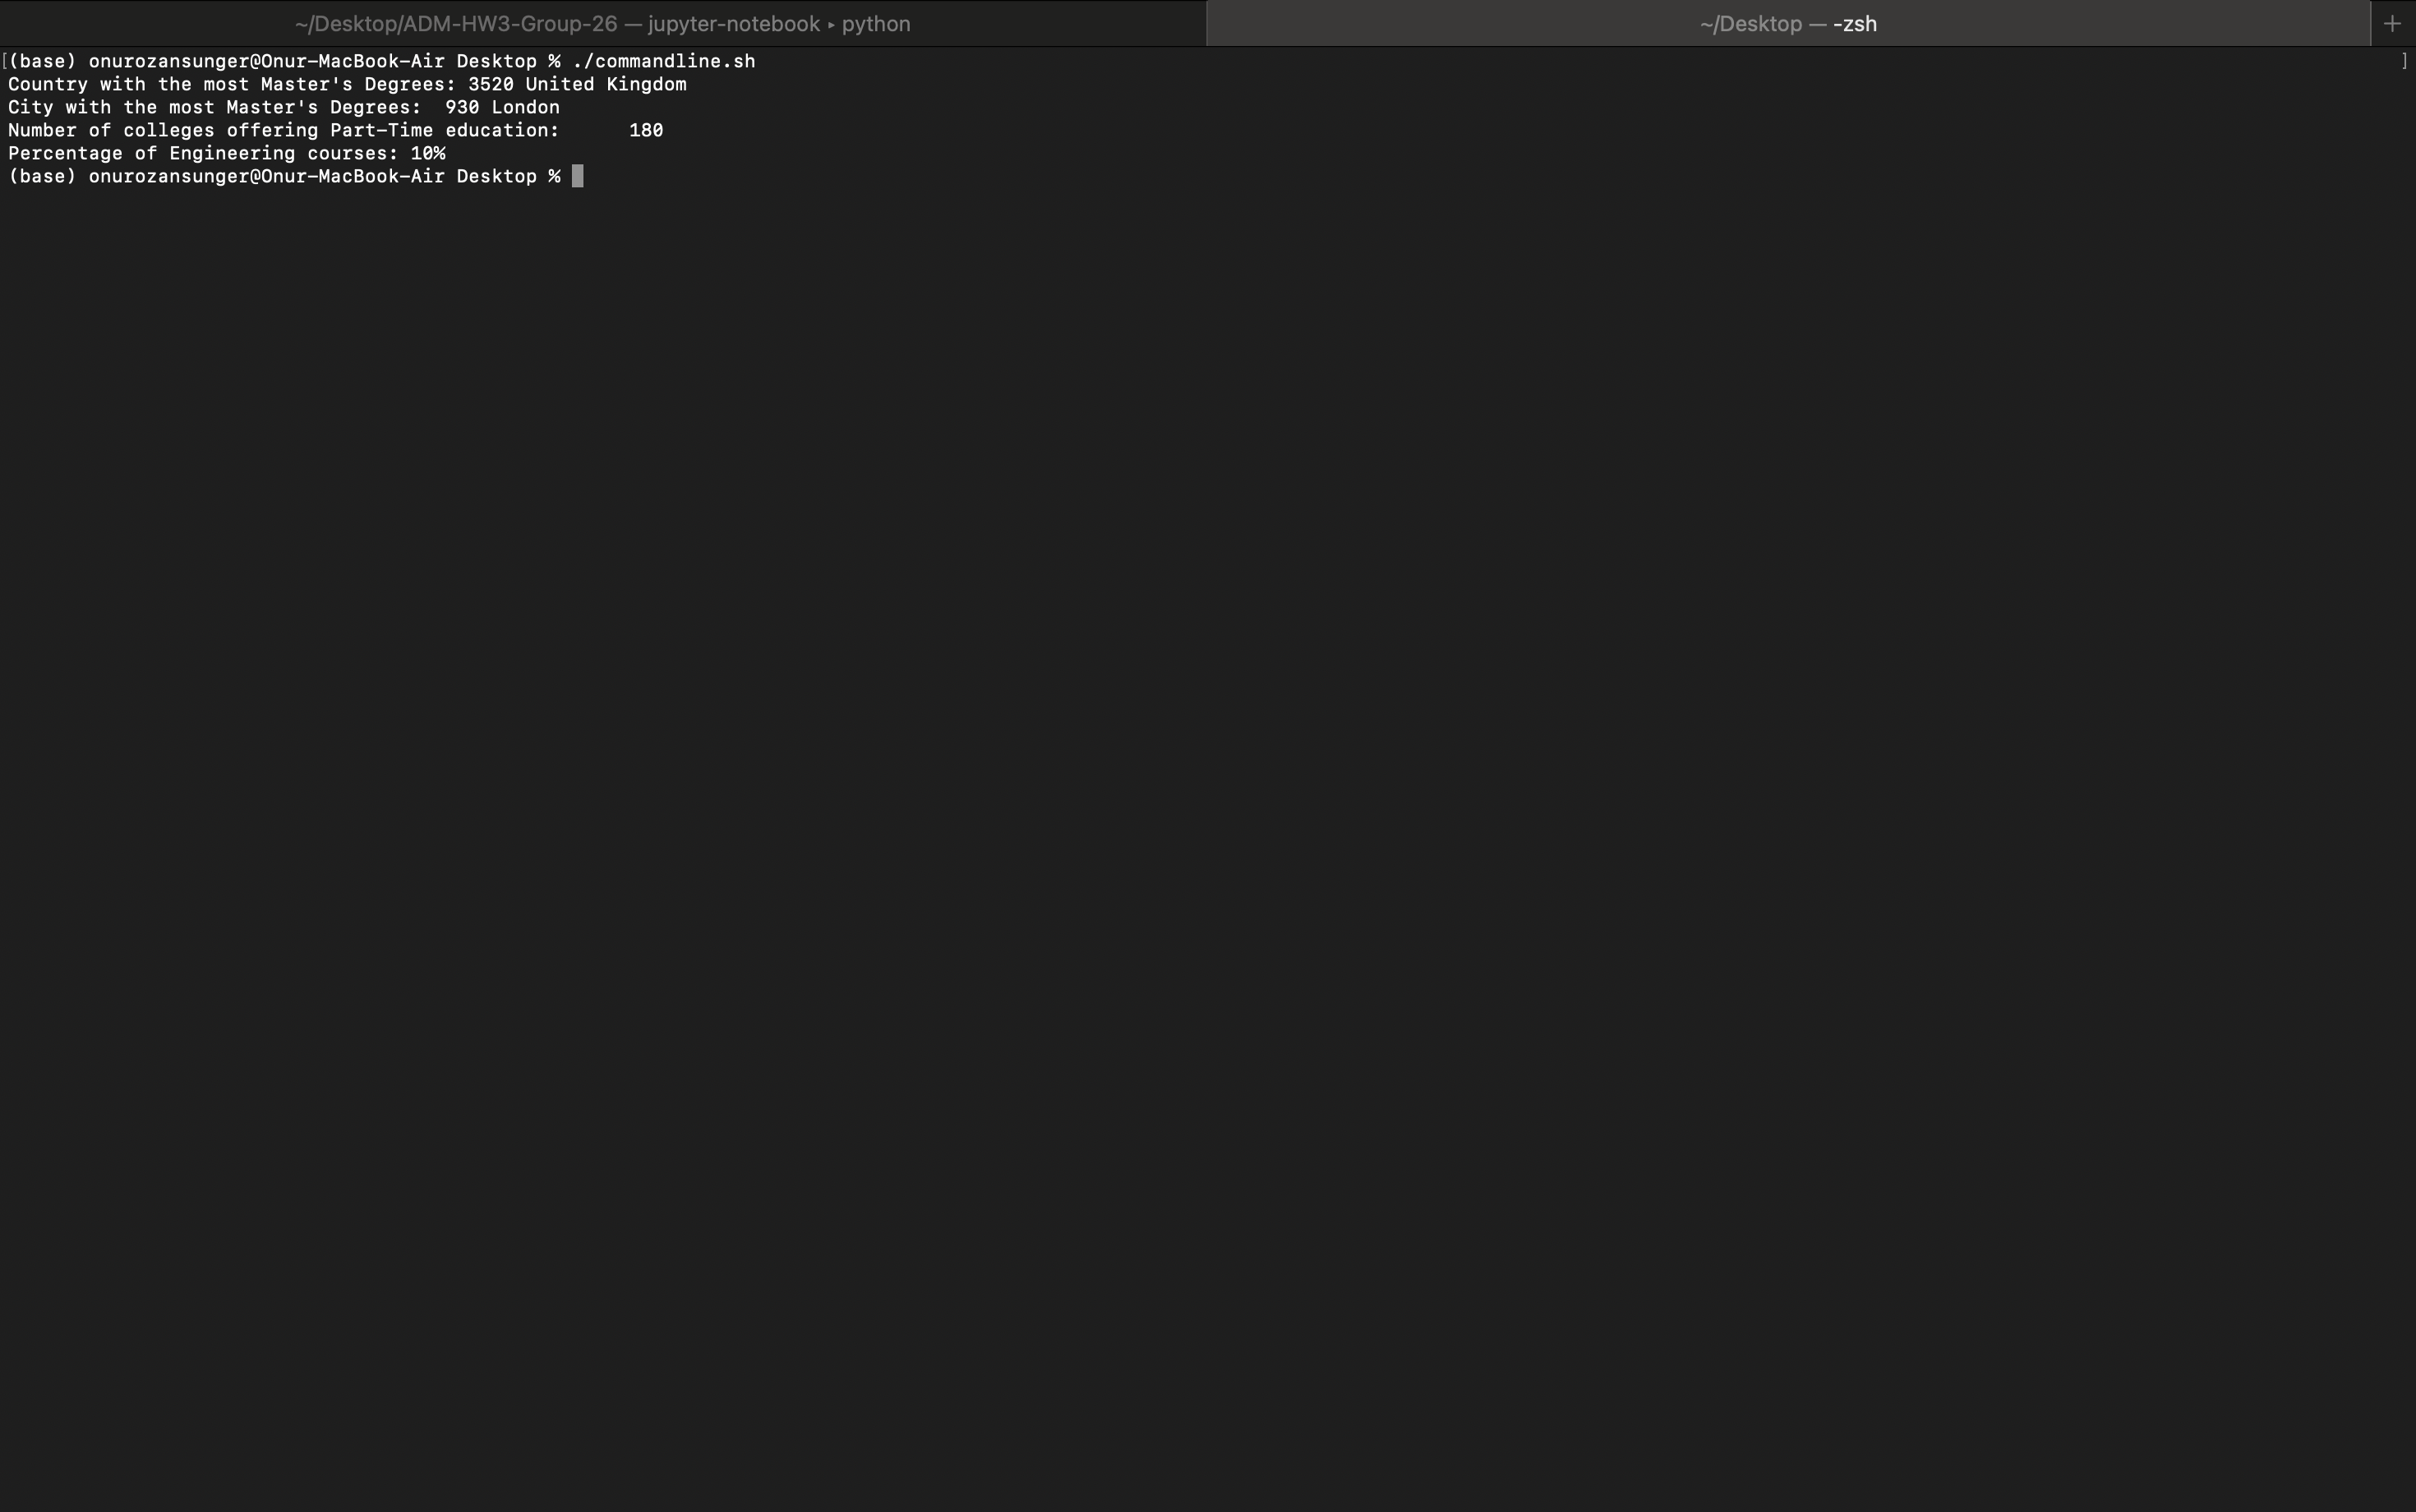 ~/Desktop/ADM-HW3-Group-26 — jupyter-notebook ▸ python
~/Desktop — -zsh
+
[(base) onurozansunger@Onur-MacBook-Air Desktop % ./commandline.sh ]
Country with the most Master's Degrees: 3520 United Kingdom
City with the most Master's Degrees:  930 London
Number of colleges offering Part-Time education:      180
Percentage of Engineering courses: 10%
(base) onurozansunger@Onur-MacBook-Air Desktop %